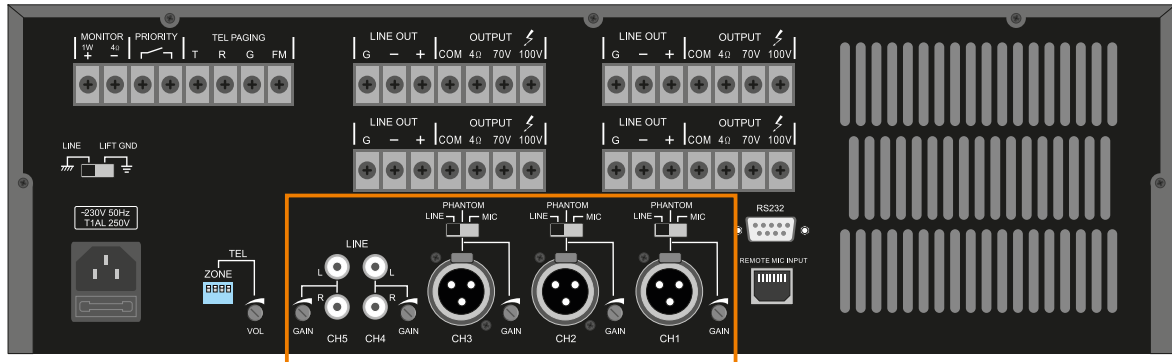 MONITOR PRIORITY TEL PAGING
1W 4Ω
+ − T R G FM
LINE OUT OUTPUT
G − + COM 4Ω 70V 100V
LINE OUT OUTPUT
G − + COM 4Ω 70V 100V
LINE OUT OUTPUT
G − + COM 4Ω 70V 100V
LINE OUT OUTPUT
G − + COM 4Ω 70V 100V
LINE LIFT GND
~230V 50Hz
T1AL 250V
TEL
ZONE
VOL
LINE
L L
R R
GAIN CH5 CH4 GAIN
PHANTOM
LINE MIC
CH3 GAIN
PHANTOM
LINE MIC
CH2 GAIN
PHANTOM
LINE MIC
CH1 GAIN
RS232
REMOTE MIC INPUT